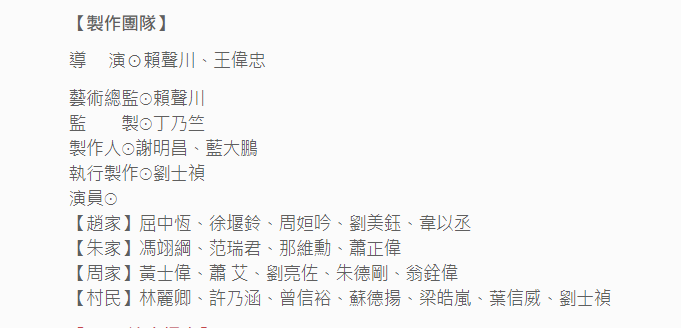 【製作團隊】
導　演⊙賴聲川、王偉忠
藝術總監⊙賴聲川
監　　製⊙丁乃竺
製作人⊙謝明昌、藍大鵬
執行製作⊙劉士禎
演員⊙
【趙家】屈中恆、徐堰鈴、周姮吟、劉美鈺、韋以丞
【朱家】馮翊綱、范瑞君、那維勳、蕭正偉
【周家】黃士偉、蕭 艾、劉亮佐、朱德剛、翁銓偉
【村民】林麗卿、許乃涵、曾信裕、蘇德揚、梁皓嵐、葉信威、劉士禎